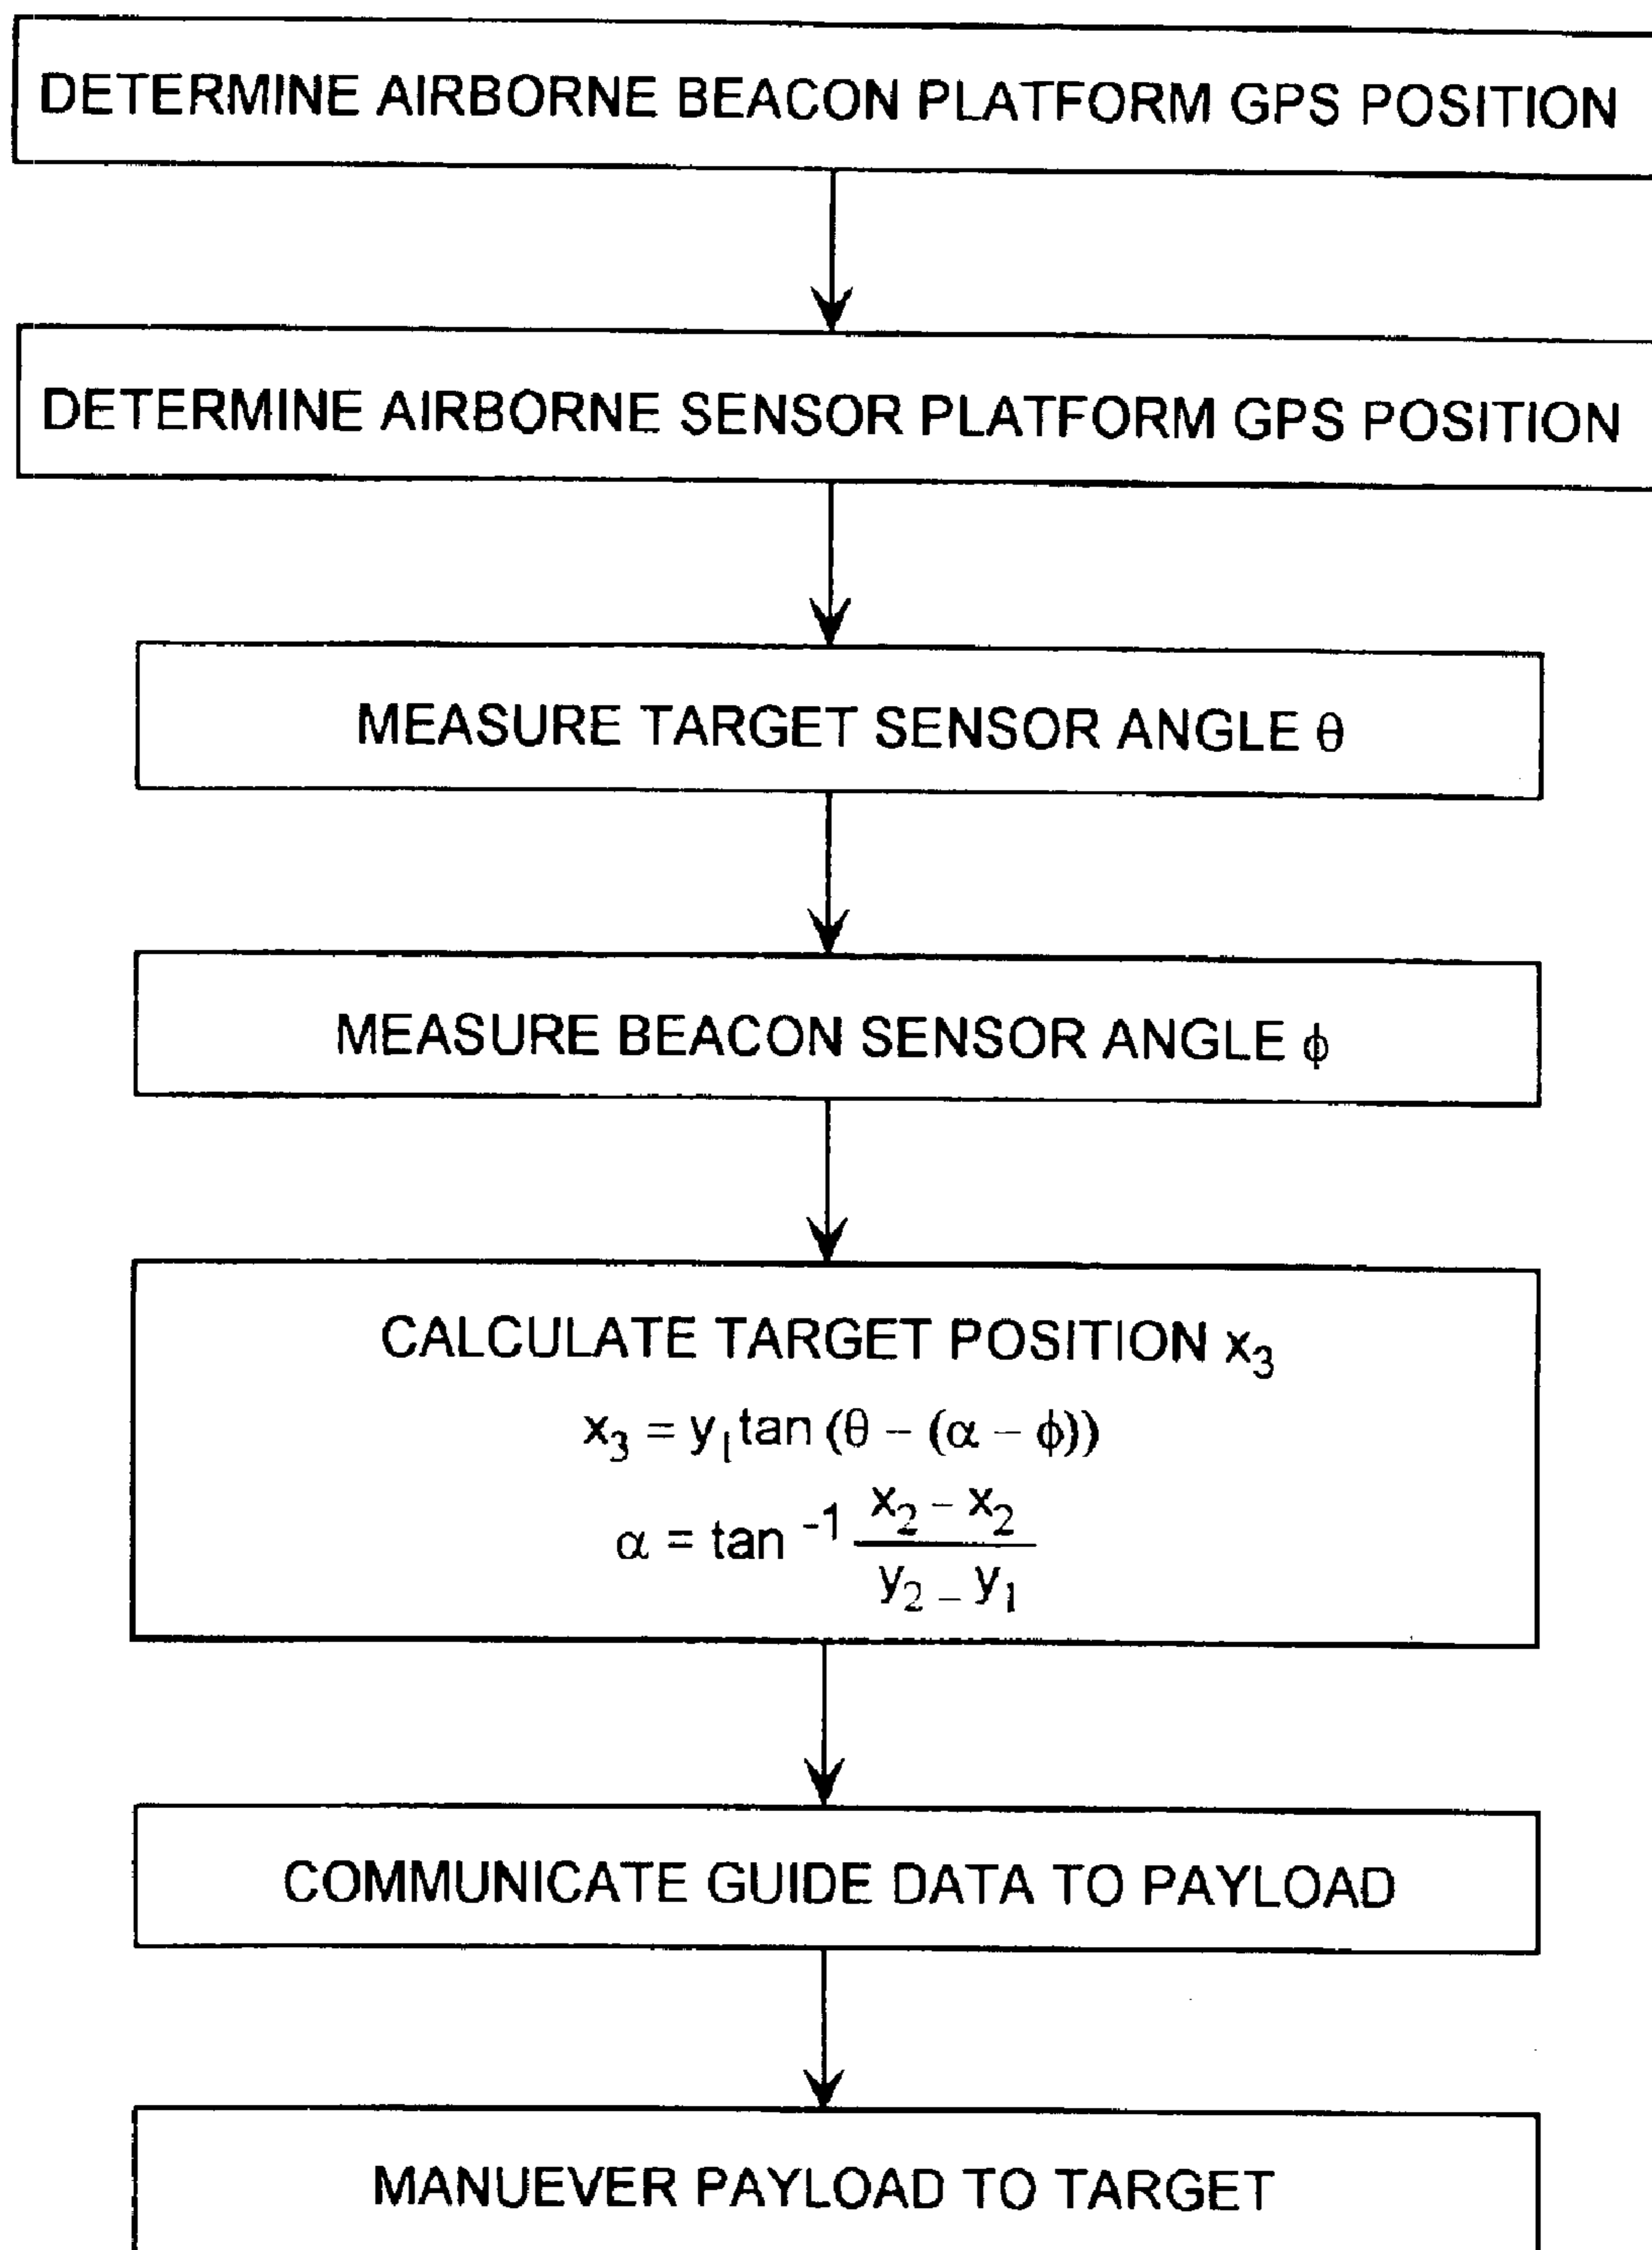 DETERMINE AIRBORNE BEACON PLATFORM GPS POSITION
DETERMINE AIRBORNE SENSOR PLATFORM GPS POSITION
MEASURE TARGET SENSOR ANGLE θ
MEASURE BEACON SENSOR ANGLE ϕ
CALCULATE TARGET POSITION x₃
x₃ = y₁tan (θ – (α – ϕ))
α = tan ⁻¹ x₂ – x₂
y₂ – y₁
COMMUNICATE GUIDE DATA TO PAYLOAD
MANUEVER PAYLOAD TO TARGET